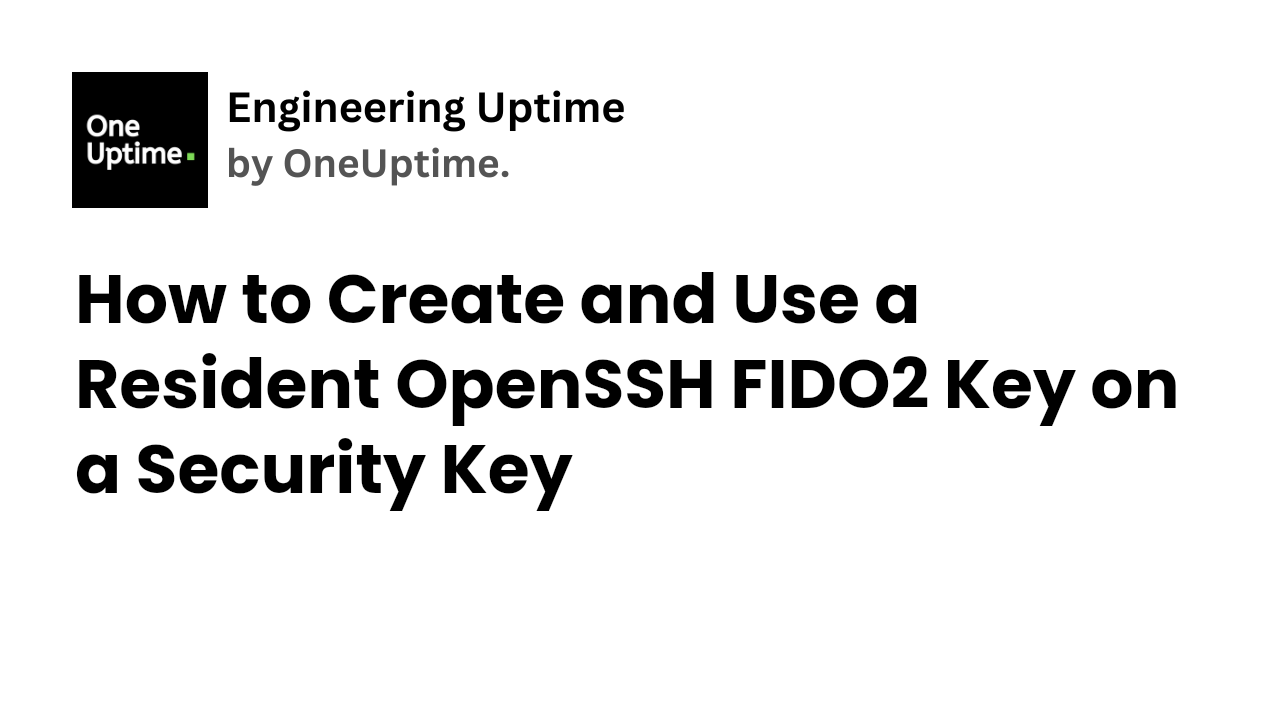 One
Uptime.
Engineering Uptime
by OneUptime.
How to Create and Use a
Resident OpenSSH FIDO2 Key on
a Security Key